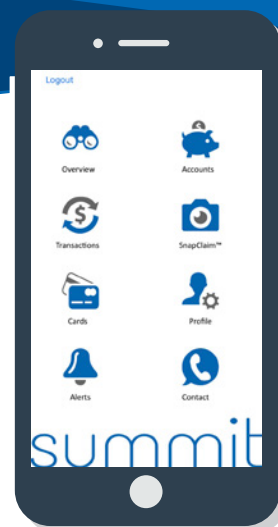 Logout
Overview Accounts
Transactions SnapClaim™
Cards Profile
Alerts Contact
summit